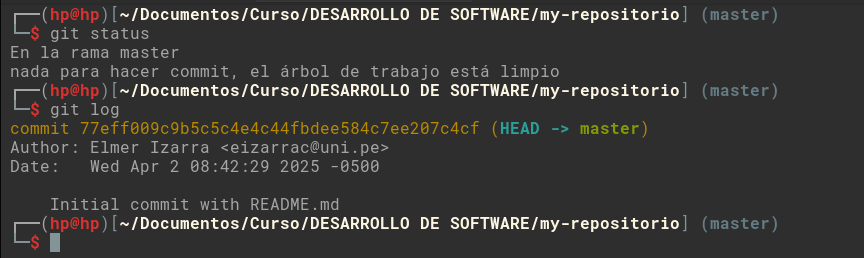 ┌──(hp@hp)[~/Documentos/Curso/DESARROLLO DE SOFTWARE/my-repositorio] (master)
└─$ git status
En la rama master
nada para hacer commit, el árbol de trabajo está limpio
┌──(hp@hp)[~/Documentos/Curso/DESARROLLO DE SOFTWARE/my-repositorio] (master)
└─$ git log
commit 77eff009c9b5c5c4e4c44fbdee584c7ee207c4cf (HEAD -> master)
Author: Elmer Izarra <eizarrac@uni.pe>
Date:   Wed Apr 2 08:42:29 2025 -0500
    Initial commit with README.md
┌──(hp@hp)[~/Documentos/Curso/DESARROLLO DE SOFTWARE/my-repositorio] (master)
└─$